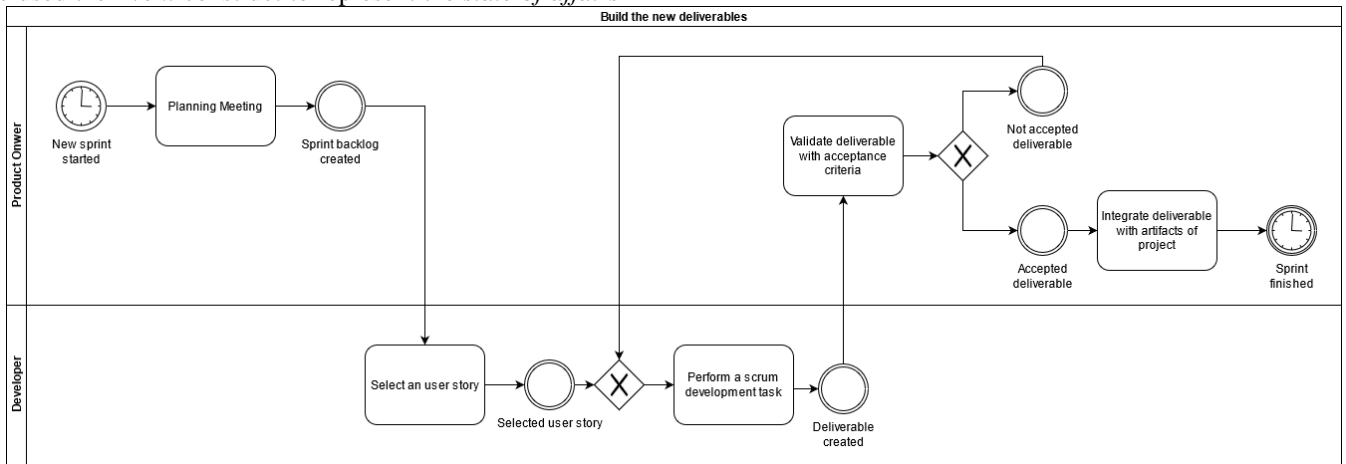 Build the new deliverables
Product Onwer
New sprint
started
Planning Meeting
Sprint backlog
created
Validate deliverable
with acceptance
criteria
Not accepted
deliverable
Accepted
deliverable
Integrate deliverable
with artifacts of
project
Sprint
finished
Developer
Select an user story
Selected user story
Perform a scrum
development task
Deliverable
created